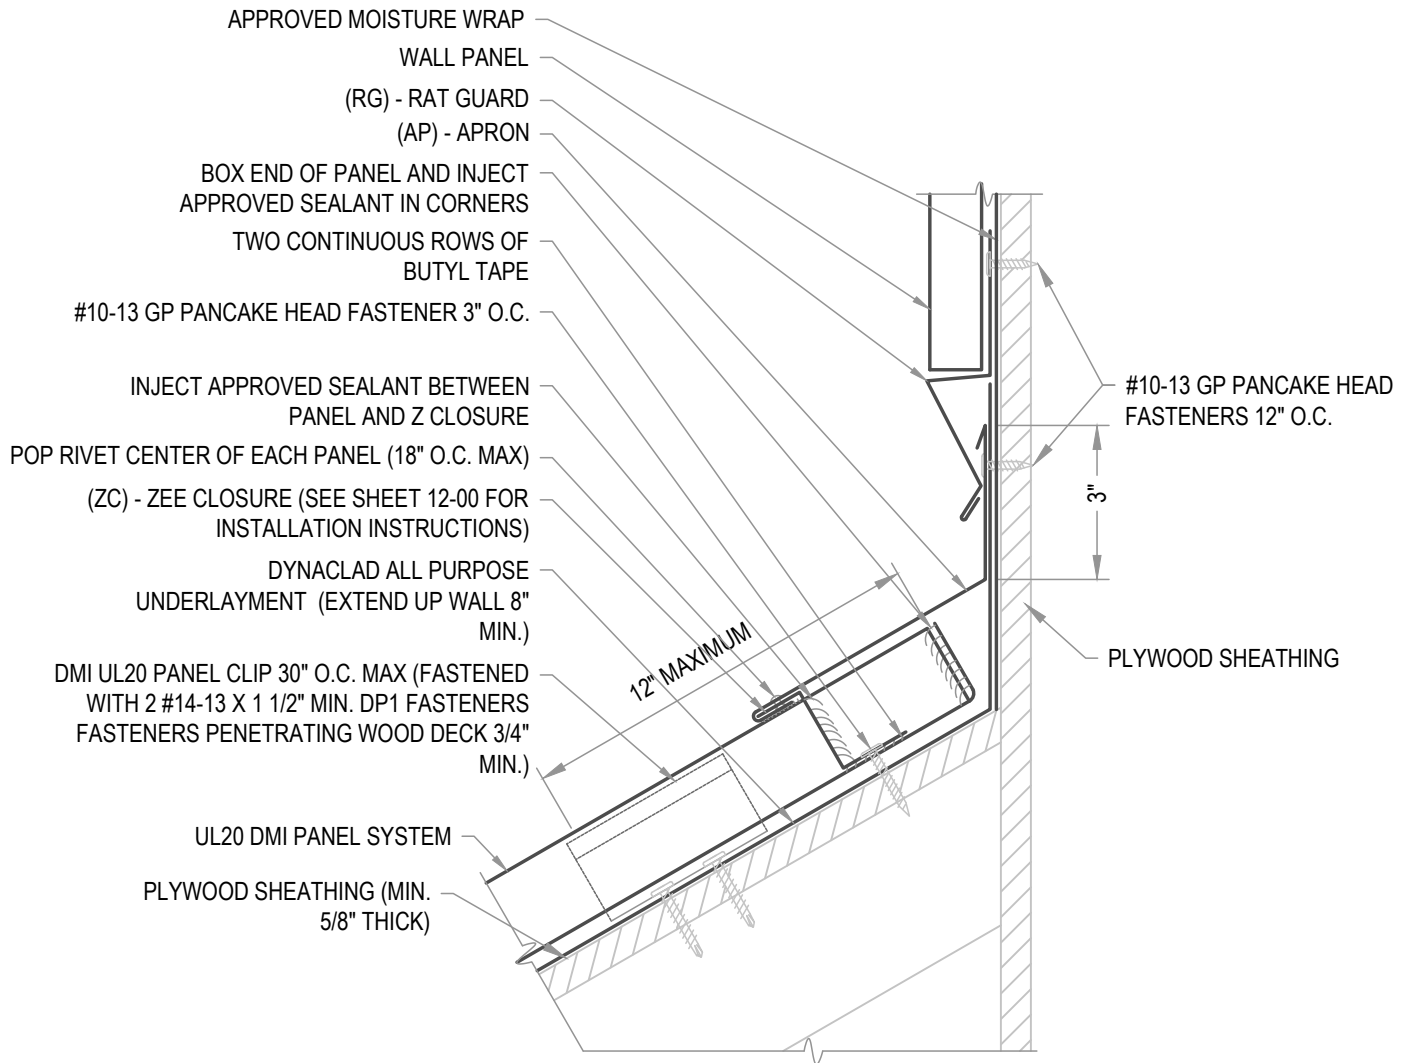 APPROVED MOISTURE WRAP
WALL PANEL
(RG) - RAT GUARD
(AP) - APRON
BOX END OF PANEL AND INJECT
APPROVED SEALANT IN CORNERS
TWO CONTINUOUS ROWS OF
BUTYL TAPE
#10-13 GP PANCAKE HEAD FASTENER 3" O.C.
INJECT APPROVED SEALANT BETWEEN
PANEL AND Z CLOSURE
POP RIVET CENTER OF EACH PANEL (18" O.C. MAX)
(ZC) - ZEE CLOSURE (SEE SHEET 12-00 FOR
INSTALLATION INSTRUCTIONS)
DYNACLAD ALL PURPOSE
UNDERLAYMENT (EXTEND UP WALL 8"
MIN.)
DMI UL20 PANEL CLIP 30" O.C. MAX (FASTENED
WITH 2 #14-13 X 1 1/2" MIN. DP1 FASTENERS
FASTENERS PENETRATING WOOD DECK 3/4"
MIN.)
UL20 DMI PANEL SYSTEM
PLYWOOD SHEATHING (MIN.
5/8" THICK)
12" MAXIMUM
#10-13 GP PANCAKE HEAD
FASTENERS 12" O.C.
3"
PLYWOOD SHEATHING